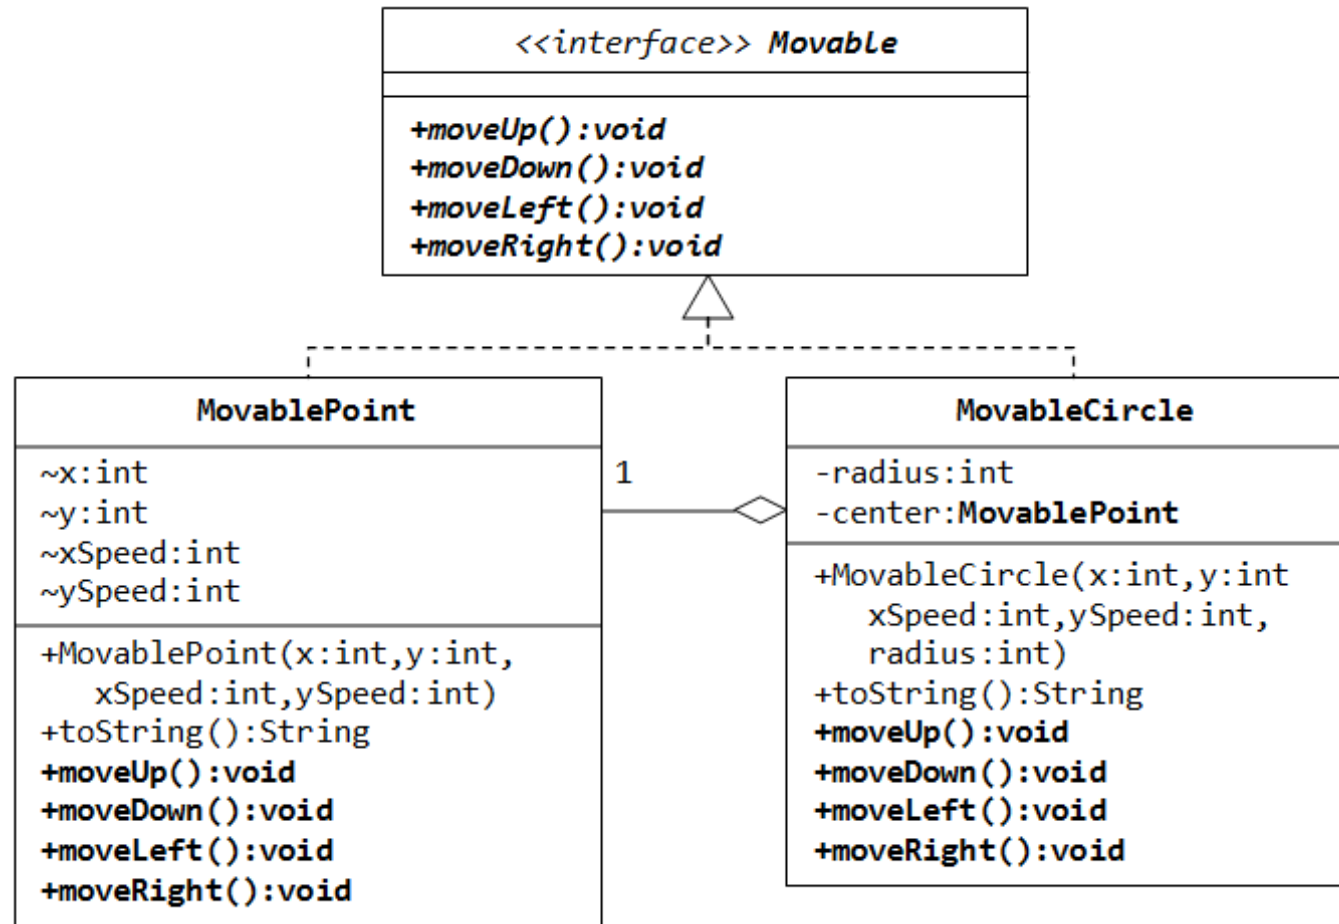 <<interface>> Movable
+moveUp():void
+moveDown():void
+moveLeft():void
+moveRight():void
MovablePoint
~x:int
~y:int
~xSpeed:int
~ySpeed:int
+MovablePoint(x:int,y:int,
xSpeed:int,ySpeed:int)
+toString():String
+moveUp():void
+moveDown():void
+moveLeft():void
+moveRight():void
1
MovableCircle
-radius:int
-center:MovablePoint
+MovableCircle(x:int,y:int
xSpeed:int,ySpeed:int,
radius:int)
+toString():String
+moveUp():void
+moveDown():void
+moveLeft():void
+moveRight():void